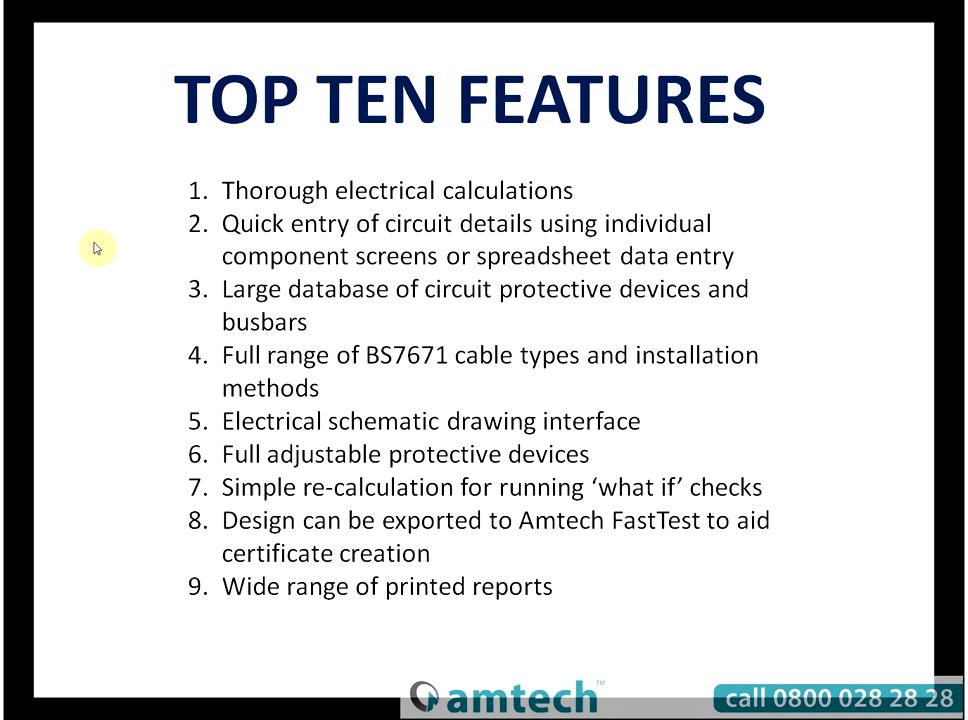 TOP TEN FEATURES
1. Thorough electrical calculations
2. Quick entry of circuit details using individual
component screens or spreadsheet data entry
3. Large database of circuit protective devices and
busbars
4. Full range of BS7671 cable types and installation
methods
5. Electrical schematic drawing interface
6. Full adjustable protective devices
7. Simple re-calculation for running ‘what if’ checks
8. Design can be exported to Amtech FastTest to aid
certificate creation
9. Wide range of printed reports
amtech™
call 0800 028 28 28